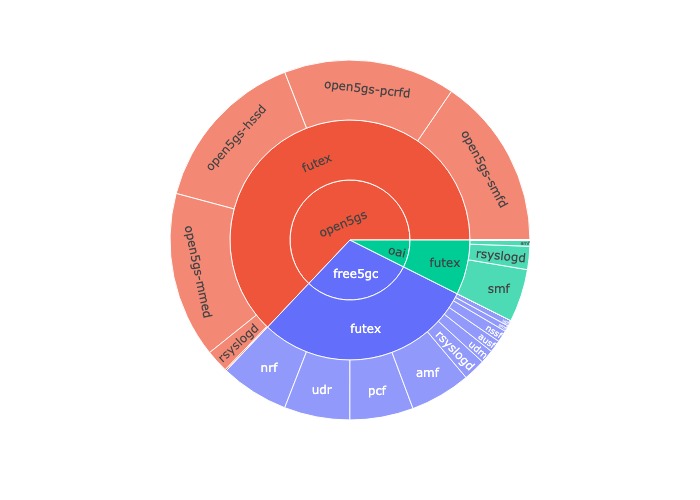 open5gs-pcrfd
open5gs-hssd
open5gs-smfd
futex
open5gs
open5gs-mmed
oai
futex
rsyslogd
free5gc
smf
futex
rsyslogd
nssf
ausf
udm
rsyslogd
nrf
udr
pcf
amf